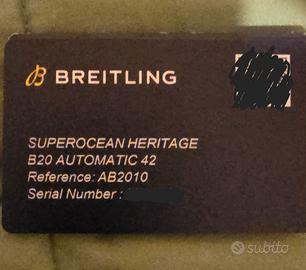 BREITLING
SUPEROCEAN HERITAGE
B20 AUTOMATIC 42
Reference: AB2010
Serial Number :
subito